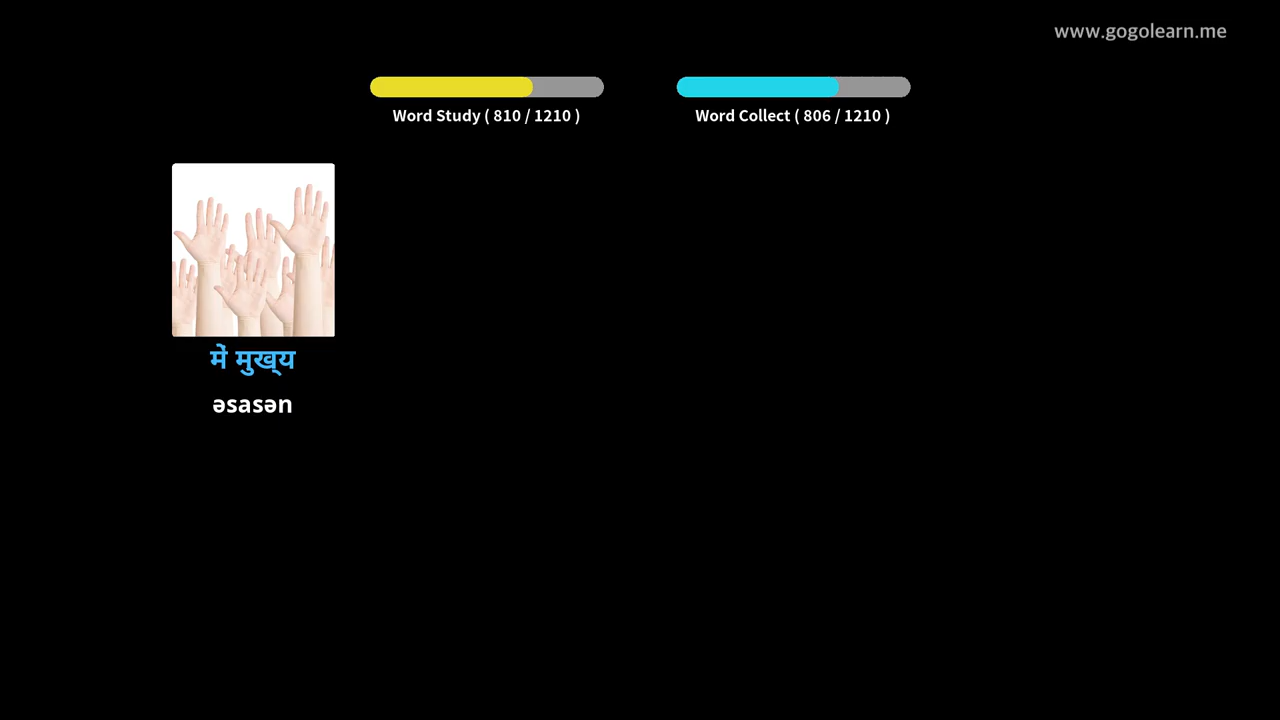 www.gogolearn.me
Word Study ( 810 / 1210 )
Word Collect ( 806 / 1210 )
में मुख्य
əsasən